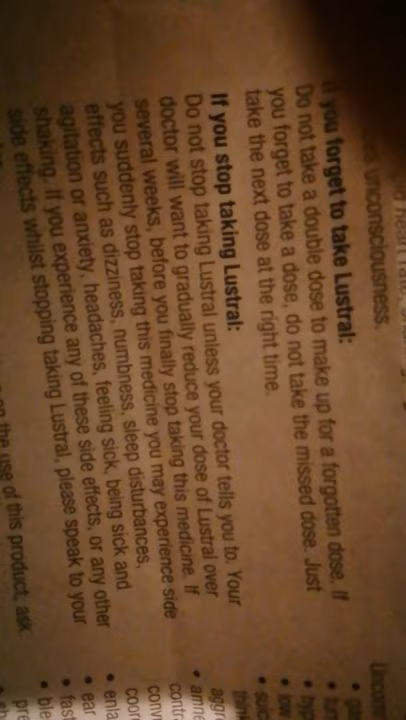 unconsciousness.
you forget to take Lustral:
Do not take a double dose to make up for a forgotten dose. If
you forget to take a dose, do not take the missed dose. Just
take the next dose at the right time.
If you stop taking Lustral:
Do not stop taking Lustral unless your doctor tells you to. Your
doctor will want to gradually reduce your dose of Lustral over
several weeks, before you finally stop taking this medicine. If
you suddenly stop taking this medicine you may experience side
effects such as dizziness, numbness, sleep disturbances,
agitation or anxiety, headaches, feeling sick, being sick and
shaking. If you experience any of these side effects, or any other
side effects whilst stopping taking Lustral, please speak to your
on the use of this product, ask